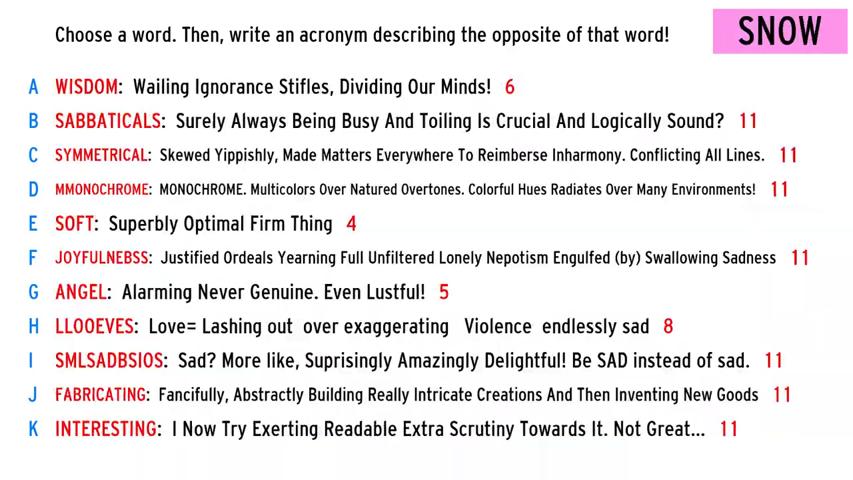 Choose a word. Then, write an acronym describing the opposite of that word!
SNOW
A WISDOM: Wailing Ignorance Stifles, Dividing Our Minds! 6
B SABBATICALS: Surely Always Being Busy And Toiling Is Crucial And Logically Sound? 11
C SYMMETRICAL: Skewed Yippishly, Made Matters Everywhere To Reimberse Inharmony. Conflicting All Lines. 11
D MMONOCHROME: MONOCHROME. Multicolors Over Natured Overtones. Colorful Hues Radiates Over Many Environments! 11
E SOFT: Superbly Optimal Firm Thing 4
F JOYFULNEBSS: Justified Ordeals Yearning Full Unfiltered Lonely Nepotism Engulfed (by) Swallowing Sadness 11
G ANGEL: Alarming Never Genuine. Even Lustful! 5
H LLOOEVES: Love= Lashing out over exaggerating Violence endlessly sad 8
I SMLSADBSIOS: Sad? More like, Suprisingly Amazingly Delightful! Be SAD instead of sad. 11
J FABRICATING: Fancifully, Abstractly Building Really Intricate Creations And Then Inventing New Goods 11
K INTERESTING: I Now Try Exerting Readable Extra Scrutiny Towards It. Not Great... 11